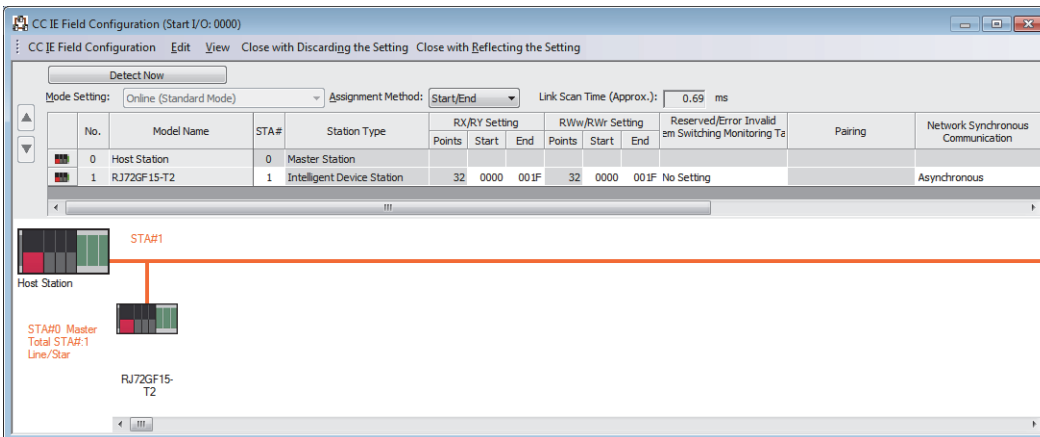 CC IE Field Configuration (Start I/O: 0000)
CC IE Field Configuration Edit View Close with Discarding the Setting Close with Reflecting the Setting
Detect Now
Mode Setting: Online (Standard Mode) Assignment Method: Start/End Link Scan Time (Approx.): 0.69 ms
No. Model Name STA# Station Type RX/RY Setting RWw/RWr Setting Reserved/Error Invalid Pairing Network Synchronous
Points Start End Points Start End em Switching Monitoring Ta Communication
0 Host Station 0 Master Station
1 RJ72GF15-T2 1 Intelligent Device Station 32 0000 001F 32 0000 001F No Setting Asynchronous
STA#1
Host Station
STA#0 Master
Total STA#:1
Line/Star
RJ72GF15-
T2